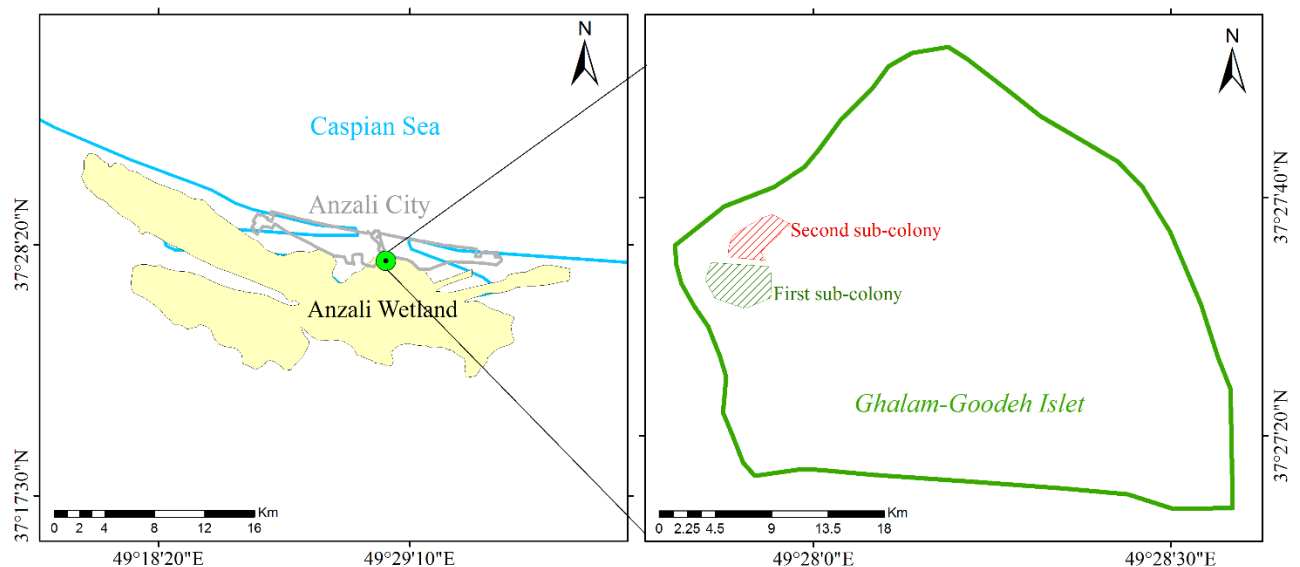 N
Caspian Sea
Anzali City
Anzali Wetland
37°28'20"N
37°17'30"N
Km
0 1 2 4 8 12 16
49°18'20"E
49°29'10"E
N
Second sub-colony
First sub-colony
Ghalam-Goodeh Islet
37°27'40"N
37°27'20"N
Km
0 2.25 4.5 9 13.5 18
49°28'0"E
49°28'30"E